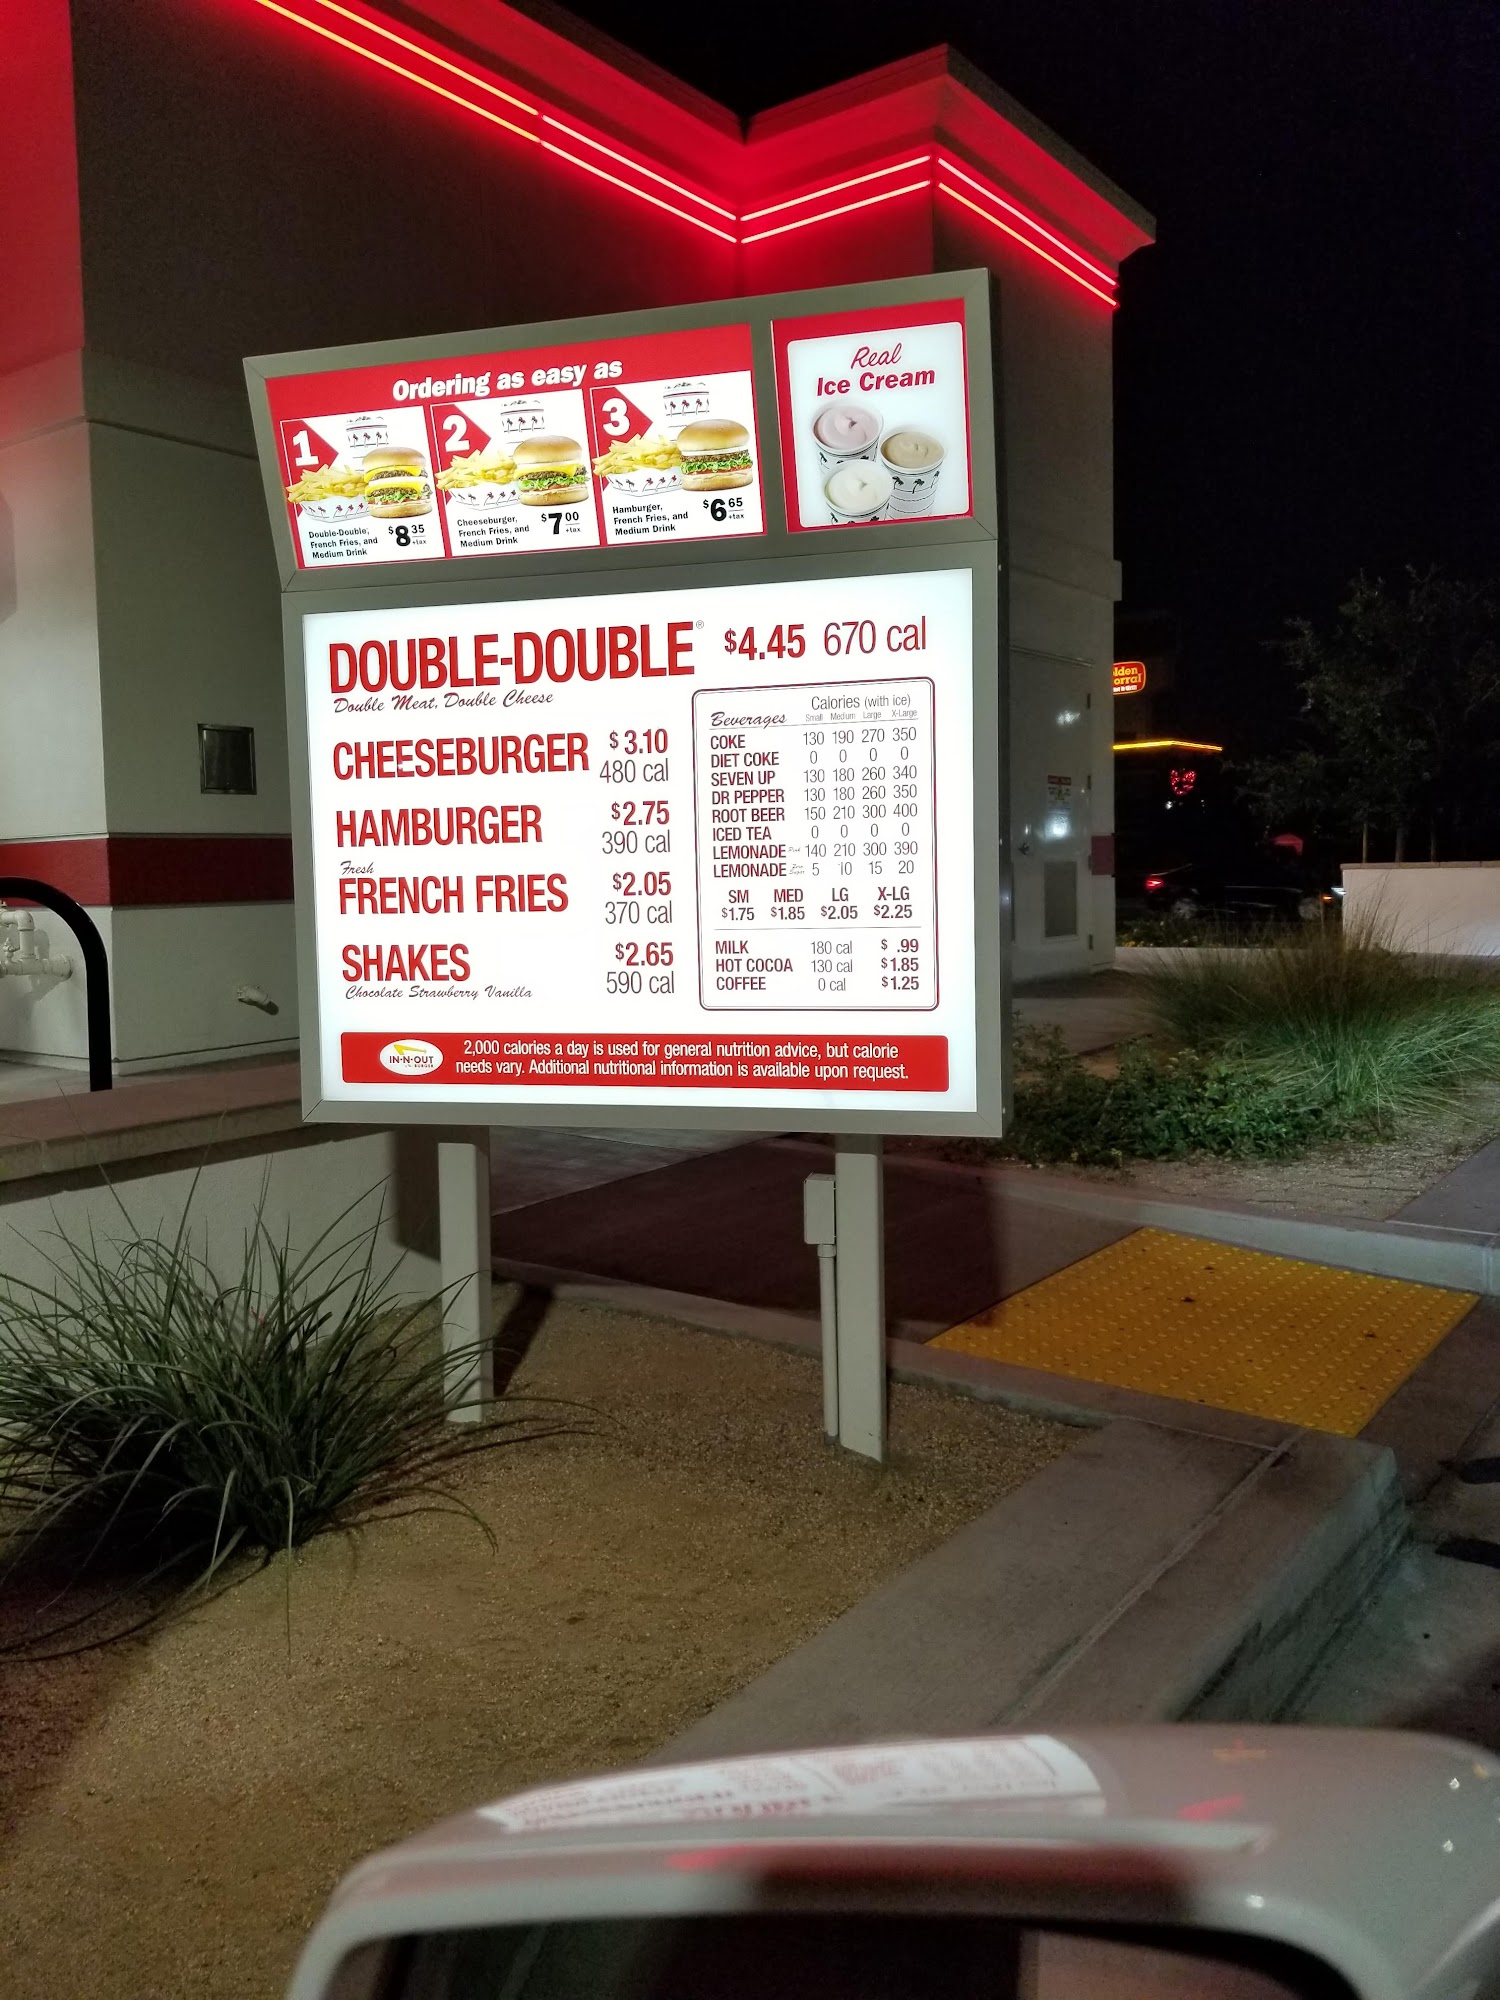 Ordering as easy as
1
Double-Double,
French Fries, and
Medium Drink
$8 35
+tax
2
Cheeseburger,
French Fries, and
Medium Drink
$7 00
+tax
3
Hamburger,
French Fries, and
Medium Drink
$6 65
+tax
Real
Ice Cream
DOUBLE-DOUBLE® $4.45 670 cal
Double Meat, Double Cheese
CHEESEBURGER $3.10
480 cal
HAMBURGER $2.75
390 cal
Fresh
FRENCH FRIES $2.05
370 cal
SHAKES $2.65
590 cal
Chocolate Strawberry Vanilla
Calories (with ice)
Beverages Small Medium Large X-Large
COKE 130 190 270 350
DIET COKE 0 0 0 0
SEVEN UP 130 180 260 340
DR PEPPER 130 180 260 350
ROOT BEER 150 210 300 400
ICED TEA 0 0 0 0
LEMONADE Pink 140 210 300 390
LEMONADE 5 10 15 20
SM MED LG X-LG
$1.75 $1.85 $2.05 $2.25
MILK 180 cal $ .99
HOT COCOA 130 cal $1.85
COFFEE 0 cal $1.25
IN-N-OUT
BURGER
2,000 calories a day is used for general nutrition advice, but calorie
needs vary. Additional nutritional information is available upon request.
lden
orral